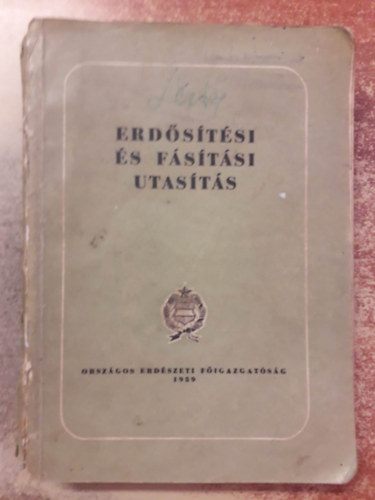 ERDŐSÍTÉSI
ÉS FÁSÍTÁSI
UTASÍTÁS
ORSZÁGOS ERDÉSZETI FŐIGAZGATÓSÁG
1959